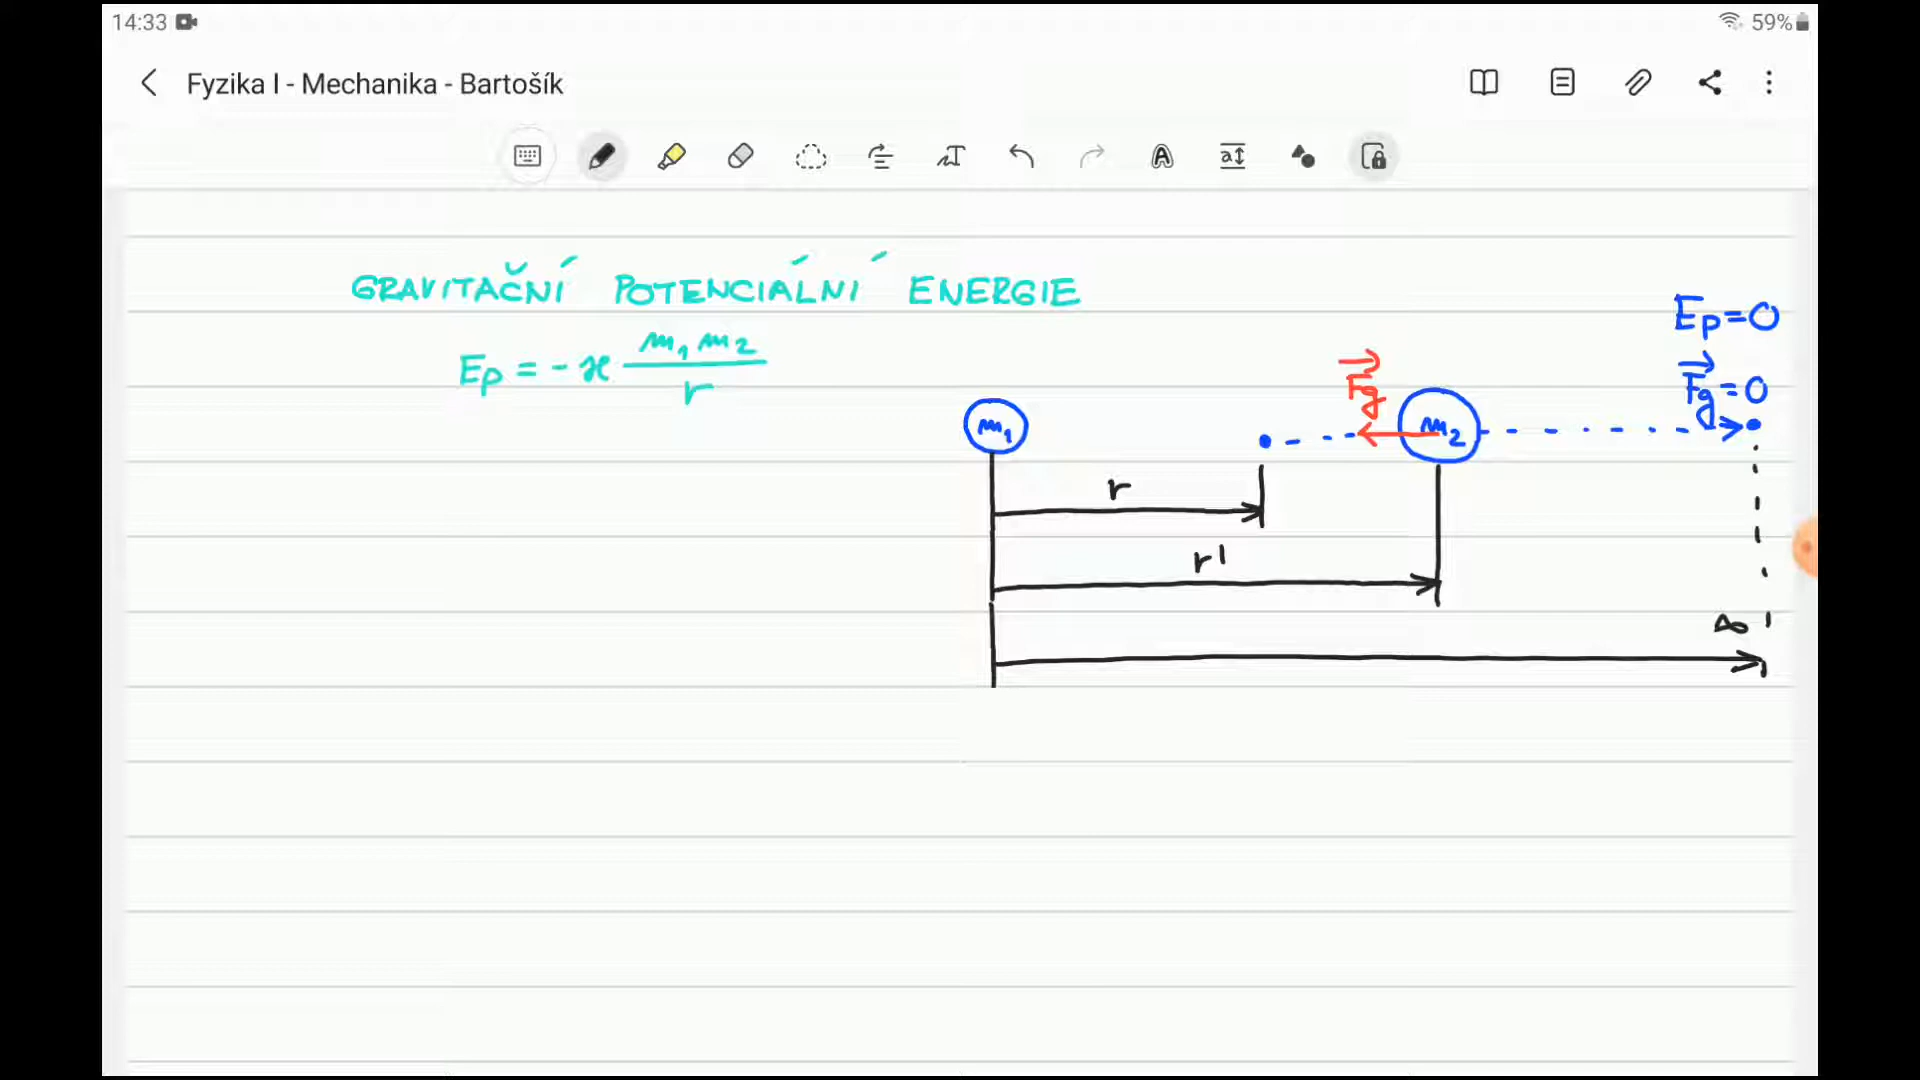 14:33
59%
Fyzika I - Mechanika - Bartošík
GRAVITAČNÍ POTENCIÁLNÍ ENERGIE
Ep = - ϰ m₁ m₂ / r
Ep = 0
Fg = 0
Fg
m₁
m₂
r
r'
∞